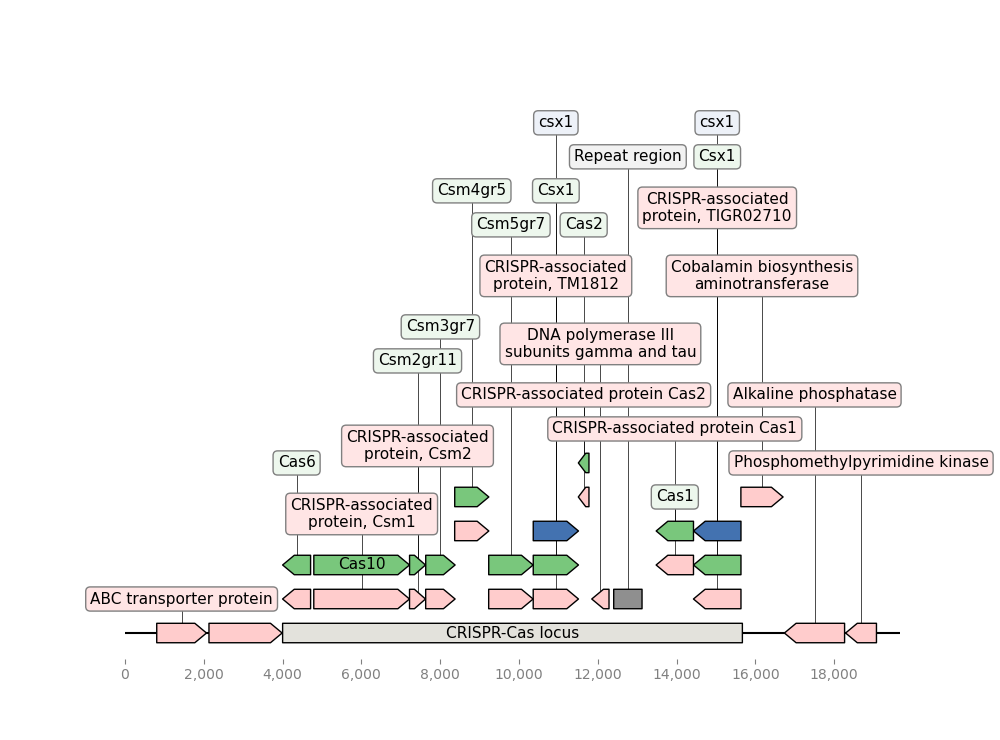 csx1
csx1
Repeat region
Csx1
Csm4gr5
Csx1
CRISPR-associated
protein, TIGR02710
Csm5gr7
Cas2
CRISPR-associated
protein, TM1812
Cobalamin biosynthesis
aminotransferase
Csm3gr7
DNA polymerase III
subunits gamma and tau
Csm2gr11
CRISPR-associated protein Cas2
Alkaline phosphatase
CRISPR-associated protein Cas1
CRISPR-associated
protein, Csm2
Cas6
Phosphomethylpyrimidine kinase
Cas1
CRISPR-associated
protein, Csm1
Cas10
ABC transporter protein
CRISPR-Cas locus
0
2,000
4,000
6,000
8,000
10,000
12,000
14,000
16,000
18,000